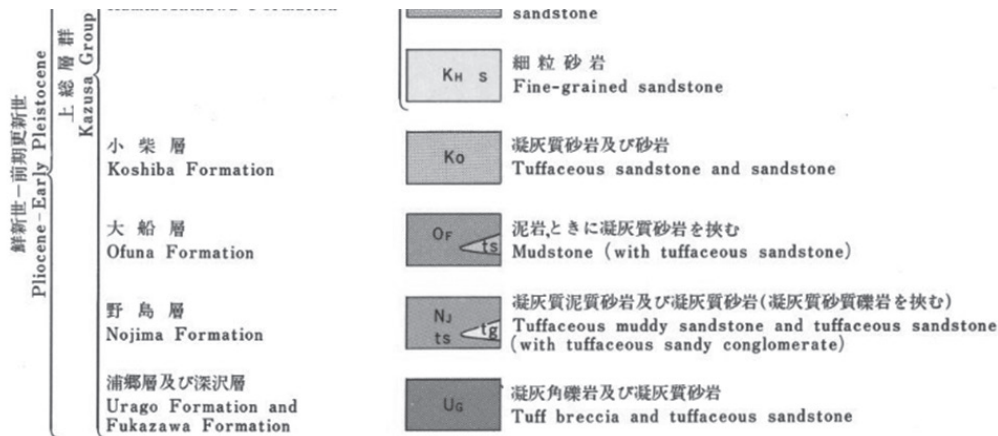 sandstone
鮮新世-前期更新世
Pliocene-Early Pleistocene
上総層群
Kazusa Group
KH s
細粒砂岩
Fine-grained sandstone
小柴層
Koshiba Formation
Ko
凝灰質砂岩及び砂岩
Tuffaceous sandstone and sandstone
大船層
Ofuna Formation
OF
ts
泥岩,ときに凝灰質砂岩を挟む
Mudstone (with tuffaceous sandstone)
野島層
Nojima Formation
NJ
ts
tg
凝灰質泥質砂岩及び凝灰質砂岩(凝灰質砂質礫岩を挟む)
Tuffaceous muddy sandstone and tuffaceous sandstone
(with tuffaceous sandy conglomerate)
浦郷層及び深沢層
Urago Formation and
Fukazawa Formation
UG
凝灰角礫岩及び凝灰質砂岩
Tuff breccia and tuffaceous sandstone